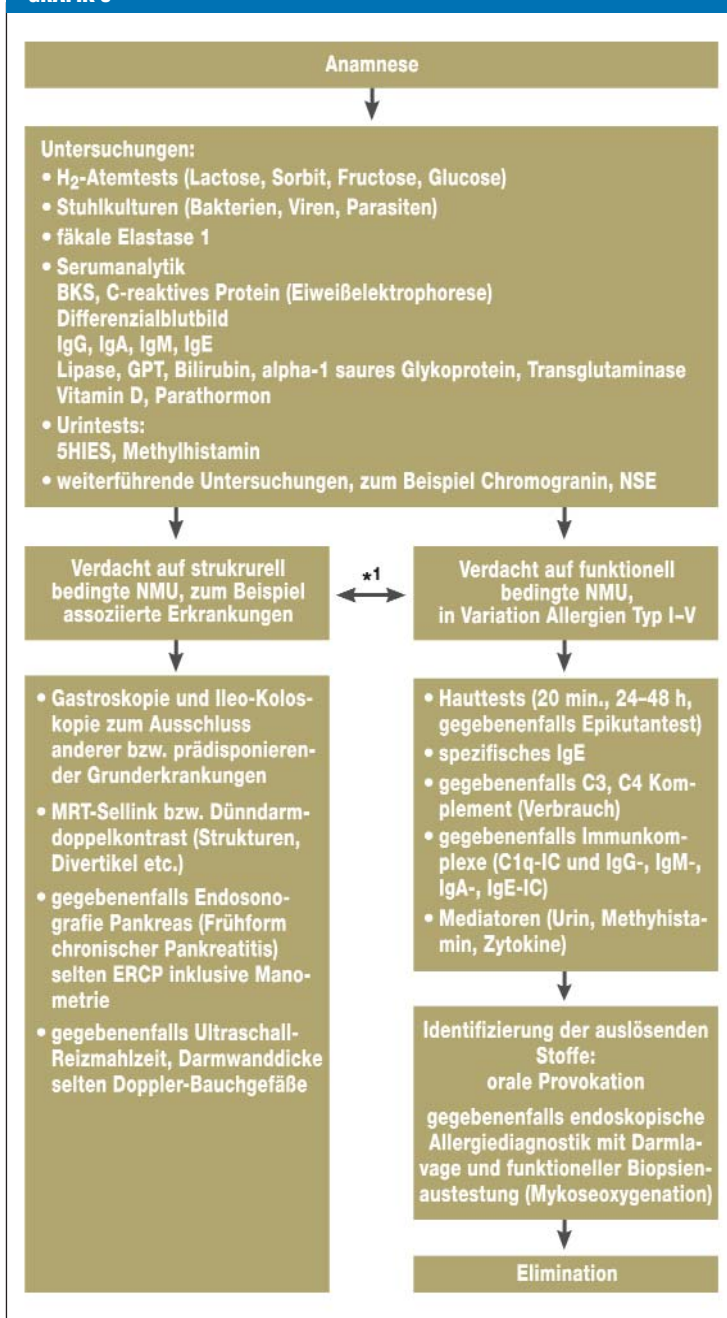 Anamnese
Untersuchungen:
• H2-Atemtests (Lactose, Sorbit, Fructose, Glucose)
• Stuhlkulturen (Bakterien, Viren, Parasiten)
• fäkale Elastase 1
• Serumanalytik
BKS, C-reaktives Protein (Eiweißelektrophorese)
Differenzialblutbild
IgG, IgA, IgM, IgE
Lipase, GPT, Bilirubin, alpha-1 saures Glykoprotein, Transglutaminase
Vitamin D, Parathormon
• Urintests:
5HIES, Methylhistamin
• weiterführende Untersuchungen, zum Beispiel Chromogranin, NSE
Verdacht auf strukrurell
bedingte NMU, zum Beispiel
assoziierte Erkrankungen
*1
Verdacht auf funktionell
bedingte NMU,
in Variation Allergien Typ I–V
• Gastroskopie und Ileo-Kolos-
kopie zum Ausschluss
anderer bzw. prädisponieren-
der Grunderkrankungen
• MRT-Sellink bzw. Dünndarm-
doppelkontrast (Strukturen,
Divertikel etc.)
• gegebenenfalls Endosono-
grafie Pankreas (Frühform
chronischer Pankreatitis)
selten ERCP inklusive Mano-
metrie
• gegebenenfalls Ultraschall-
Reizmahlzeit, Darmwanddicke
selten Doppler-Bauchgefäße
• Hauttests (20 min., 24–48 h,
gegebenenfalls Epikutantest)
• spezifisches IgE
• gegebenenfalls C3, C4 Kom-
plement (Verbrauch)
• gegebenenfalls Immunkom-
plexe (C1q-IC und IgG-, IgM-,
IgA-, IgE-IC)
• Mediatoren (Urin, Methyhista-
min, Zytokine)
Identifizierung der auslösenden
Stoffe:
orale Provokation
gegebenenfalls endoskopische
Allergiediagnostik mit Darmla-
vage und funktioneller Biopsien-
austestung (Mykoseoxygenation)
Elimination